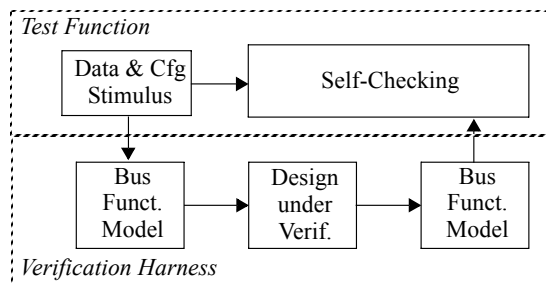 Test Function
Data & Cfg
Stimulus
Self-Checking
Bus
Funct.
Model
Design
under
Verif.
Bus
Funct.
Model
Verification Harness